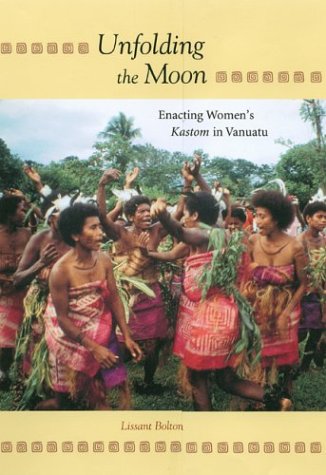 Unfolding
the Moon
Enacting Women's
Kastom in Vanuatu
Lissant Bolton